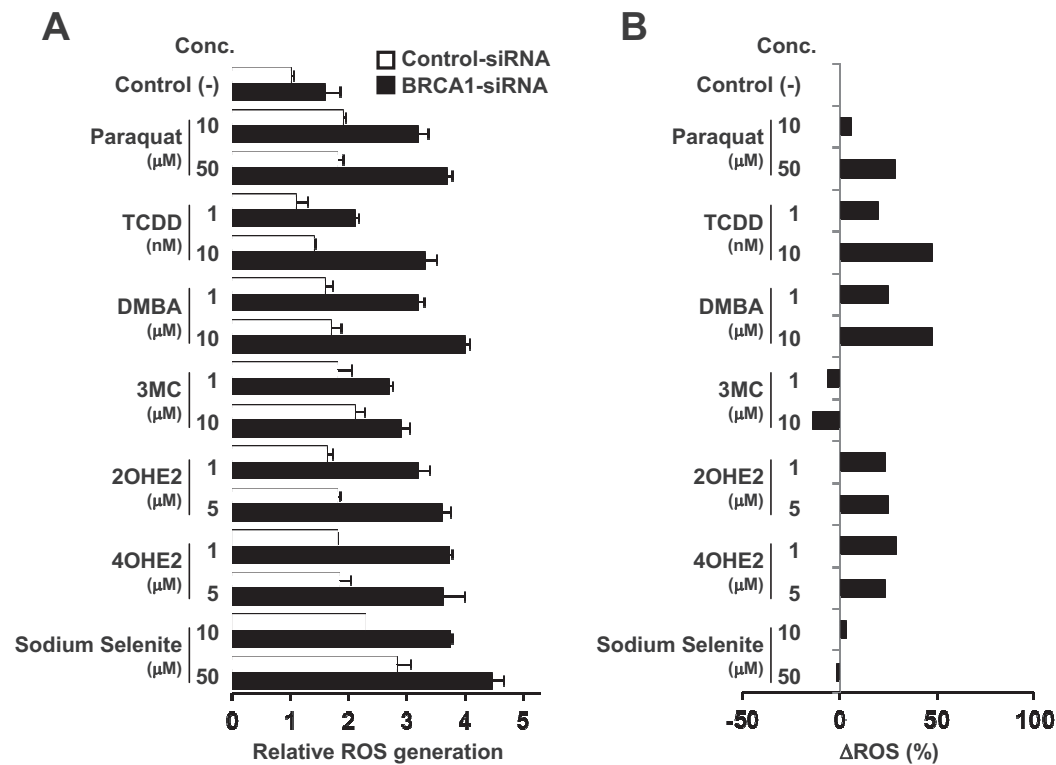 A
Conc.
Control-siRNA
BRCA1-siRNA
Control (-)
Paraquat
(μM)
10
50
TCDD
(nM)
1
10
DMBA
(μM)
1
10
3MC
(μM)
1
10
2OHE2
(μM)
1
5
4OHE2
(μM)
1
5
Sodium Selenite
(μM)
10
50
0 1 2 3 4 5
Relative ROS generation
B
Conc.
Control (-)
Paraquat
(μM)
10
50
TCDD
(nM)
1
10
DMBA
(μM)
1
10
3MC
(μM)
1
10
2OHE2
(μM)
1
5
4OHE2
(μM)
1
5
Sodium Selenite
(μM)
10
50
-50 0 50 100
ΔROS (%)